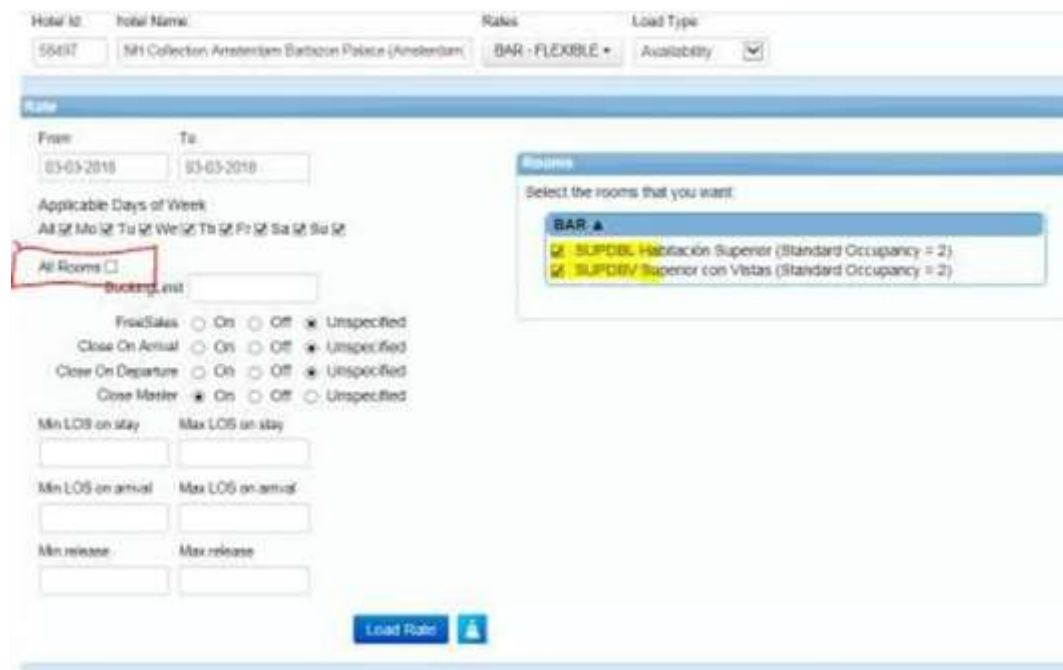 Hotel Id hotel Name Rates Load Type
NH Collection Amsterdam Barbizon Palace (Amsterdam) BAR - FLEXIBLE Availability
Rate
From To
03-03-2018 03-03-2018
Rooms
Select the rooms that you want
Applicable Days of Week
All Mo Tu We Th Fr Sa Su
BAR
SUPDBL Habitación Superior (Standard Occupancy = 2)
SUPDBV Superior con Vistas (Standard Occupancy = 2)
All Rooms
BookingLimit
FreeSales On Off Unspecified
Close On Arrival On Off Unspecified
Close On Departure On Off Unspecified
Close Master On Off Unspecified
Min LOS on stay Max LOS on stay
Min LOS on arrival Max LOS on arrival
Min release Max release
Load Rate